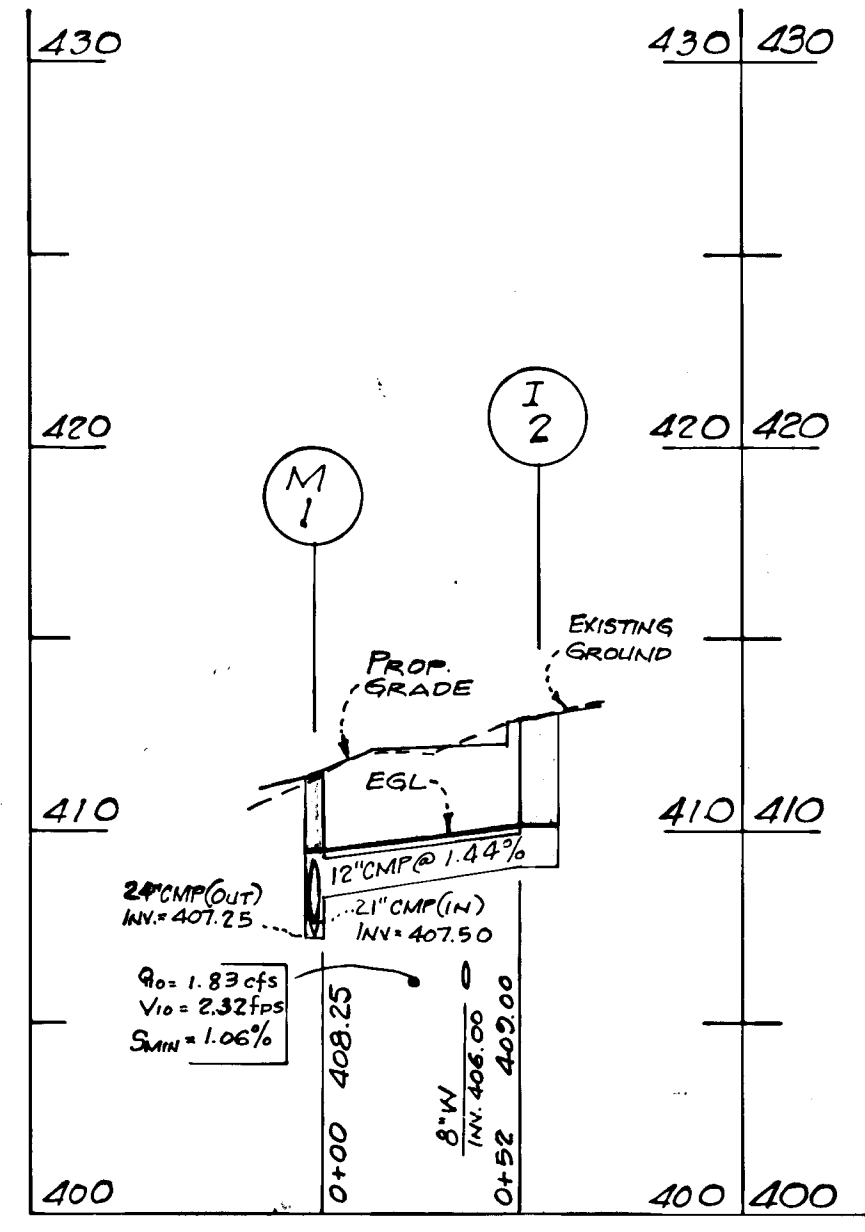 430
430
430
I
2
420
420
420
M
1
EXISTING
GROUND
PROP.
GRADE
EGL
410
410
410
12"CMP@ 1.44%
24"CMP(OUT)
INV.= 407.25
21"CMP(IN)
INV= 407.50
Q10= 1.83 cfs
V10= 2.32fps
SMIN= 1.06%
0+00 408.25
8"W
INV. 406.00
0+52 409.00
400
400
400